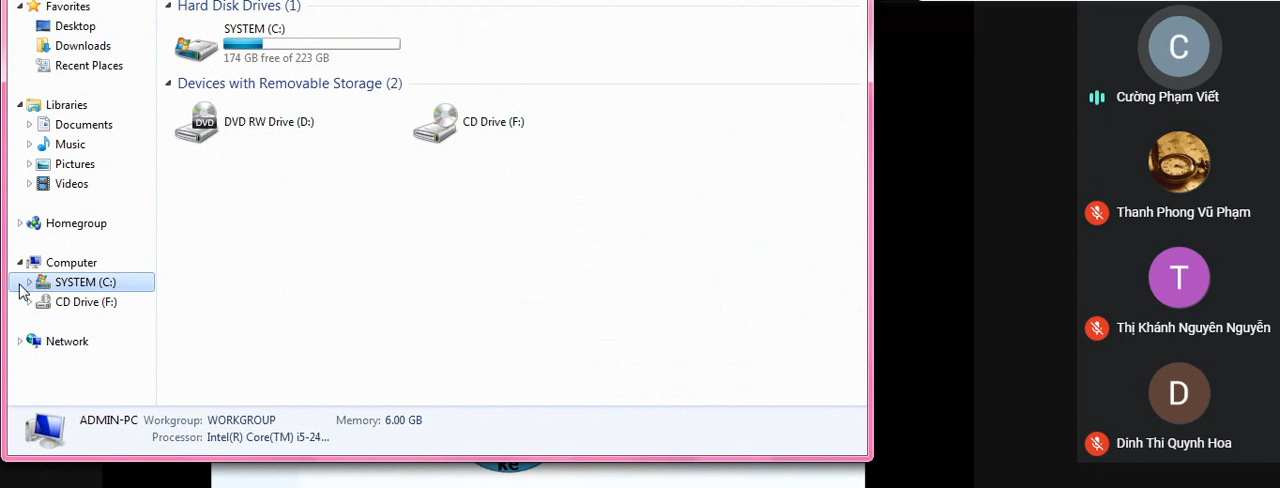 Favorites
Desktop
Downloads
Recent Places
Libraries
Documents
Music
Pictures
Videos
Homegroup
Computer
SYSTEM (C:)
CD Drive (F:)
Network
Hard Disk Drives (1)
SYSTEM (C:)
174 GB free of 223 GB
Devices with Removable Storage (2)
DVD
DVD RW Drive (D:)
CD Drive (F:)
ADMIN-PC Workgroup: WORKGROUP Memory: 6.00 GB
Processor: Intel(R) Core(TM) i5-24...
C
Cường Phạm Viết
Thanh Phong Vũ Phạm
T
Thị Khánh Nguyên Nguyễn
D
Dinh Thi Quynh Hoa